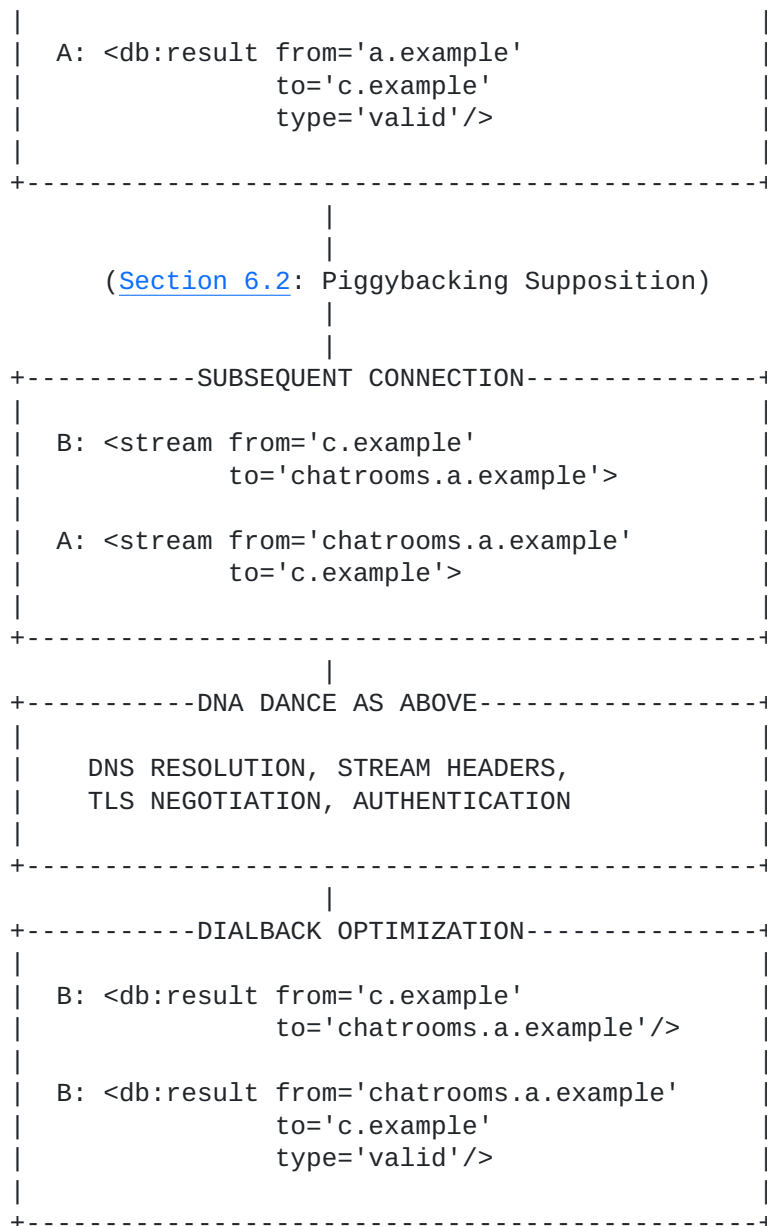 |                                               |
|  A: <db:result from='a.example'               |
|                to='c.example'                 |
|                type='valid'/>                 |
|                                               |
+-----------------------------------------------+
                    |
                    |
      (Section 6.2: Piggybacking Supposition)
                    |
                    |
+-----------SUBSEQUENT CONNECTION---------------+
|                                               |
|  B: <stream from='c.example'                  |
|             to='chatrooms.a.example'>         |
|                                               |
|  A: <stream from='chatrooms.a.example'        |
|             to='c.example'>                   |
|                                               |
+-----------------------------------------------+
                    |
+-----------DNA DANCE AS ABOVE------------------+
|                                               |
|    DNS RESOLUTION, STREAM HEADERS,            |
|    TLS NEGOTIATION, AUTHENTICATION            |
|                                               |
+-----------------------------------------------+
                    |
+-----------DIALBACK OPTIMIZATION---------------+
|                                               |
|  B: <db:result from='c.example'               |
|                to='chatrooms.a.example'/>     |
|                                               |
|  B: <db:result from='chatrooms.a.example'     |
|                to='c.example'                 |
|                type='valid'/>                 |
|                                               |
+-----------------------------------------------+